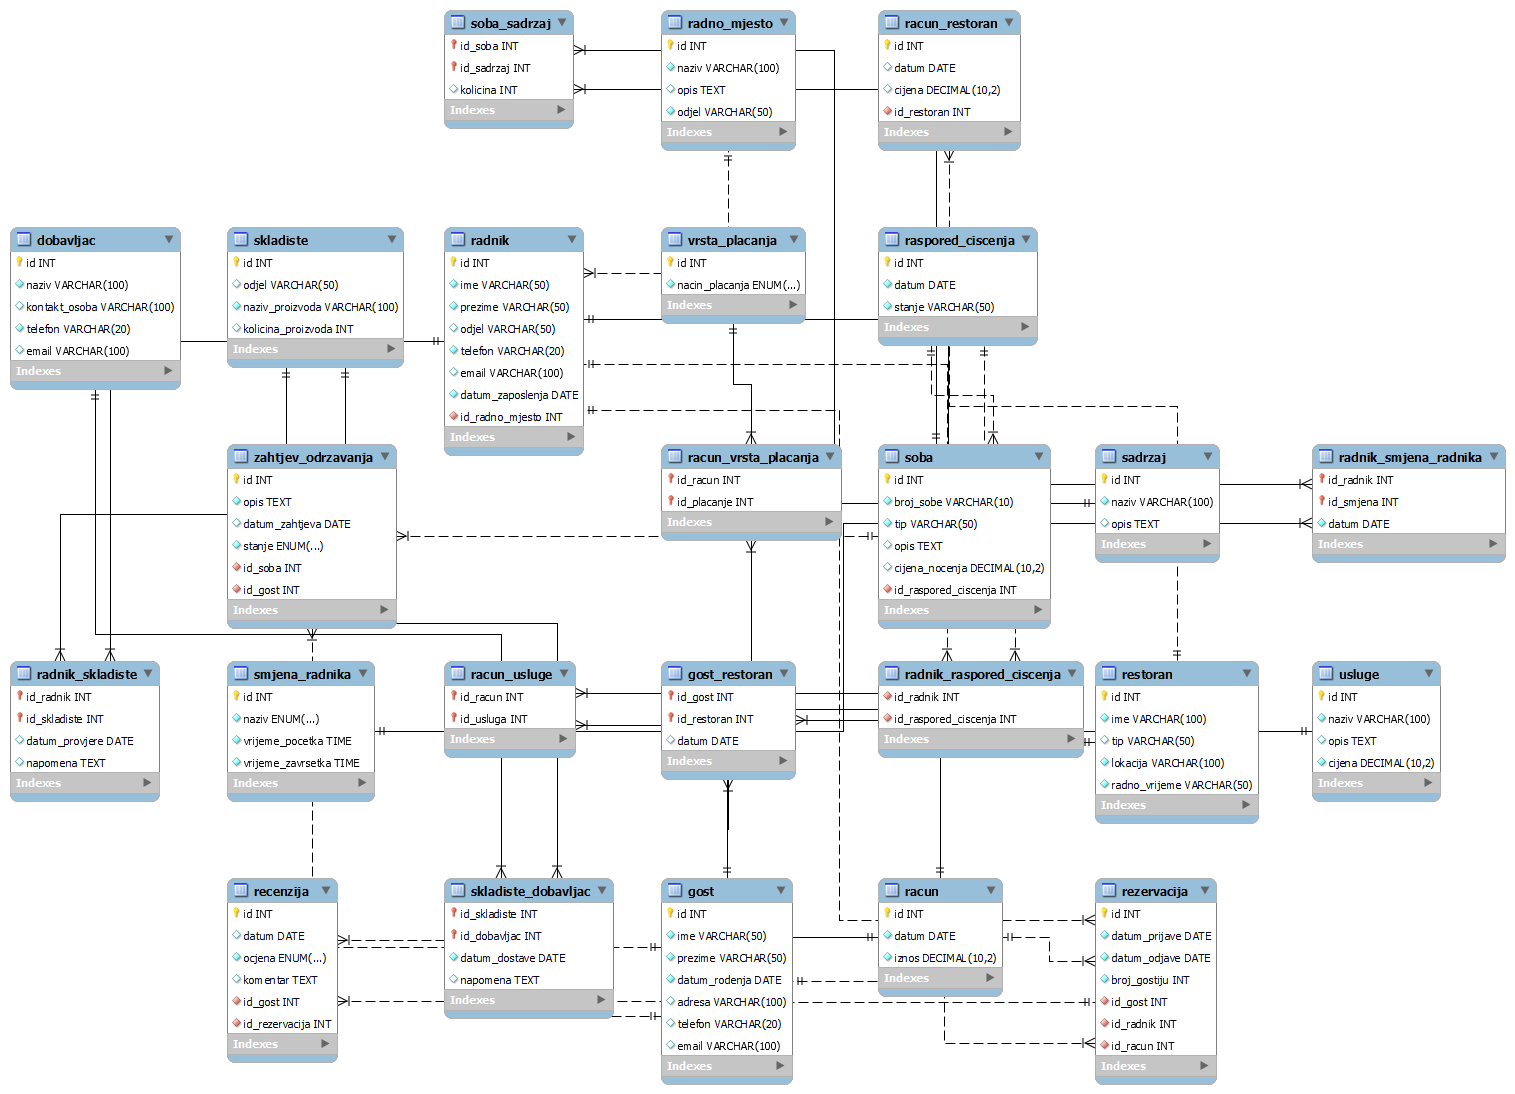 soba_sadrzaj
id_soba INT
id_sadrzaj INT
kolicina INT
Indexes
radno_mjesto
id INT
naziv VARCHAR(100)
opis TEXT
odjel VARCHAR(50)
Indexes
racun_restoran
id INT
datum DATE
cijena DECIMAL(10,2)
id_restoran INT
Indexes
dobavljac
id INT
naziv VARCHAR(100)
kontakt_osoba VARCHAR(100)
telefon VARCHAR(20)
email VARCHAR(100)
Indexes
skladiste
id INT
odjel VARCHAR(50)
naziv_proizvoda VARCHAR(100)
kolicina_proizvoda INT
Indexes
radnik
id INT
ime VARCHAR(50)
prezime VARCHAR(50)
odjel VARCHAR(50)
telefon VARCHAR(20)
email VARCHAR(100)
datum_zaposlenja DATE
id_radno_mjesto INT
Indexes
vrsta_placanja
id INT
nacin_placanja ENUM(...)
Indexes
raspored_ciscenja
id INT
datum DATE
stanje VARCHAR(50)
Indexes
zahtjev_odrzavanja
id INT
opis TEXT
datum_zahtjeva DATE
stanje ENUM(...)
id_soba INT
id_gost INT
Indexes
racun_vrsta_placanja
id_racun INT
id_placanje INT
Indexes
soba
id INT
broj_sobe VARCHAR(10)
tip VARCHAR(50)
opis TEXT
cijena_nocenja DECIMAL(10,2)
id_raspored_ciscenja INT
Indexes
sadrzaj
id INT
naziv VARCHAR(100)
opis TEXT
Indexes
radnik_smjena_radnika
id_radnik INT
id_smjena INT
datum DATE
Indexes
radnik_skladiste
id_radnik INT
id_skladiste INT
datum_provjere DATE
napomena TEXT
Indexes
smjena_radnika
id INT
naziv ENUM(...)
vrijeme_pocetka TIME
vrijeme_zavrsetka TIME
Indexes
racun_usluge
id_racun INT
id_usluga INT
Indexes
gost_restoran
id_gost INT
id_restoran INT
datum DATE
Indexes
radnik_raspored_ciscenja
id_radnik INT
id_raspored_ciscenja INT
Indexes
restoran
id INT
ime VARCHAR(100)
tip VARCHAR(50)
lokacija VARCHAR(100)
radno_vrijeme VARCHAR(50)
Indexes
usluge
id INT
naziv VARCHAR(100)
opis TEXT
cijena DECIMAL(10,2)
Indexes
recenzija
id INT
datum DATE
ocjena ENUM(...)
komentar TEXT
id_gost INT
id_rezervacija INT
Indexes
skladiste_dobavljac
id_skladiste INT
id_dobavljac INT
datum_dostave DATE
napomena TEXT
Indexes
gost
id INT
ime VARCHAR(50)
prezime VARCHAR(50)
datum_rodenja DATE
adresa VARCHAR(100)
telefon VARCHAR(20)
email VARCHAR(100)
Indexes
racun
id INT
datum DATE
iznos DECIMAL(10,2)
Indexes
rezervacija
id INT
datum_prijave DATE
datum_odjave DATE
broj_gostiju INT
id_gost INT
id_radnik INT
id_racun INT
Indexes